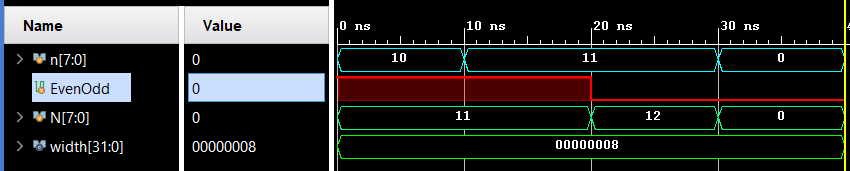 Name Value 0 ns 10 ns 20 ns 30 ns
n[7:0] 0 10 11 0
EvenOdd 0
N[7:0] 0 11 12 0
width[31:0] 00000008 00000008